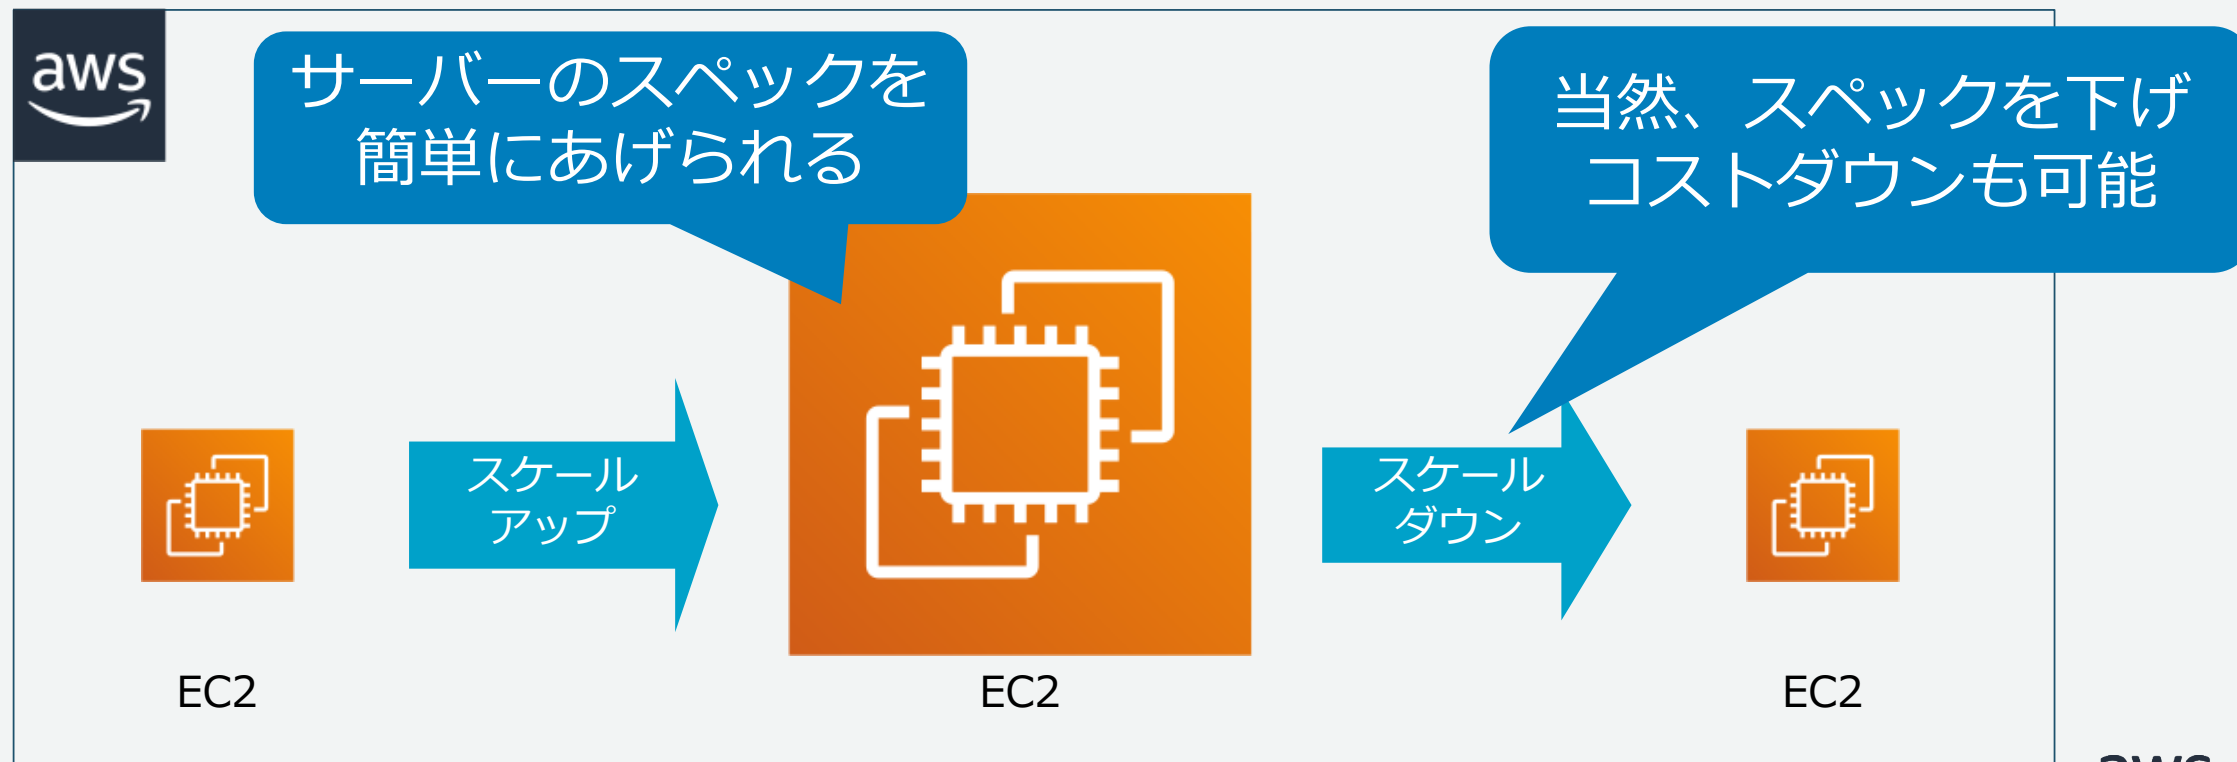 aws
サーバーのスペックを
簡単にあげられる
当然、スペックを下げ
コストダウンも可能
スケール
アップ
スケール
ダウン
EC2
EC2
EC2
aws